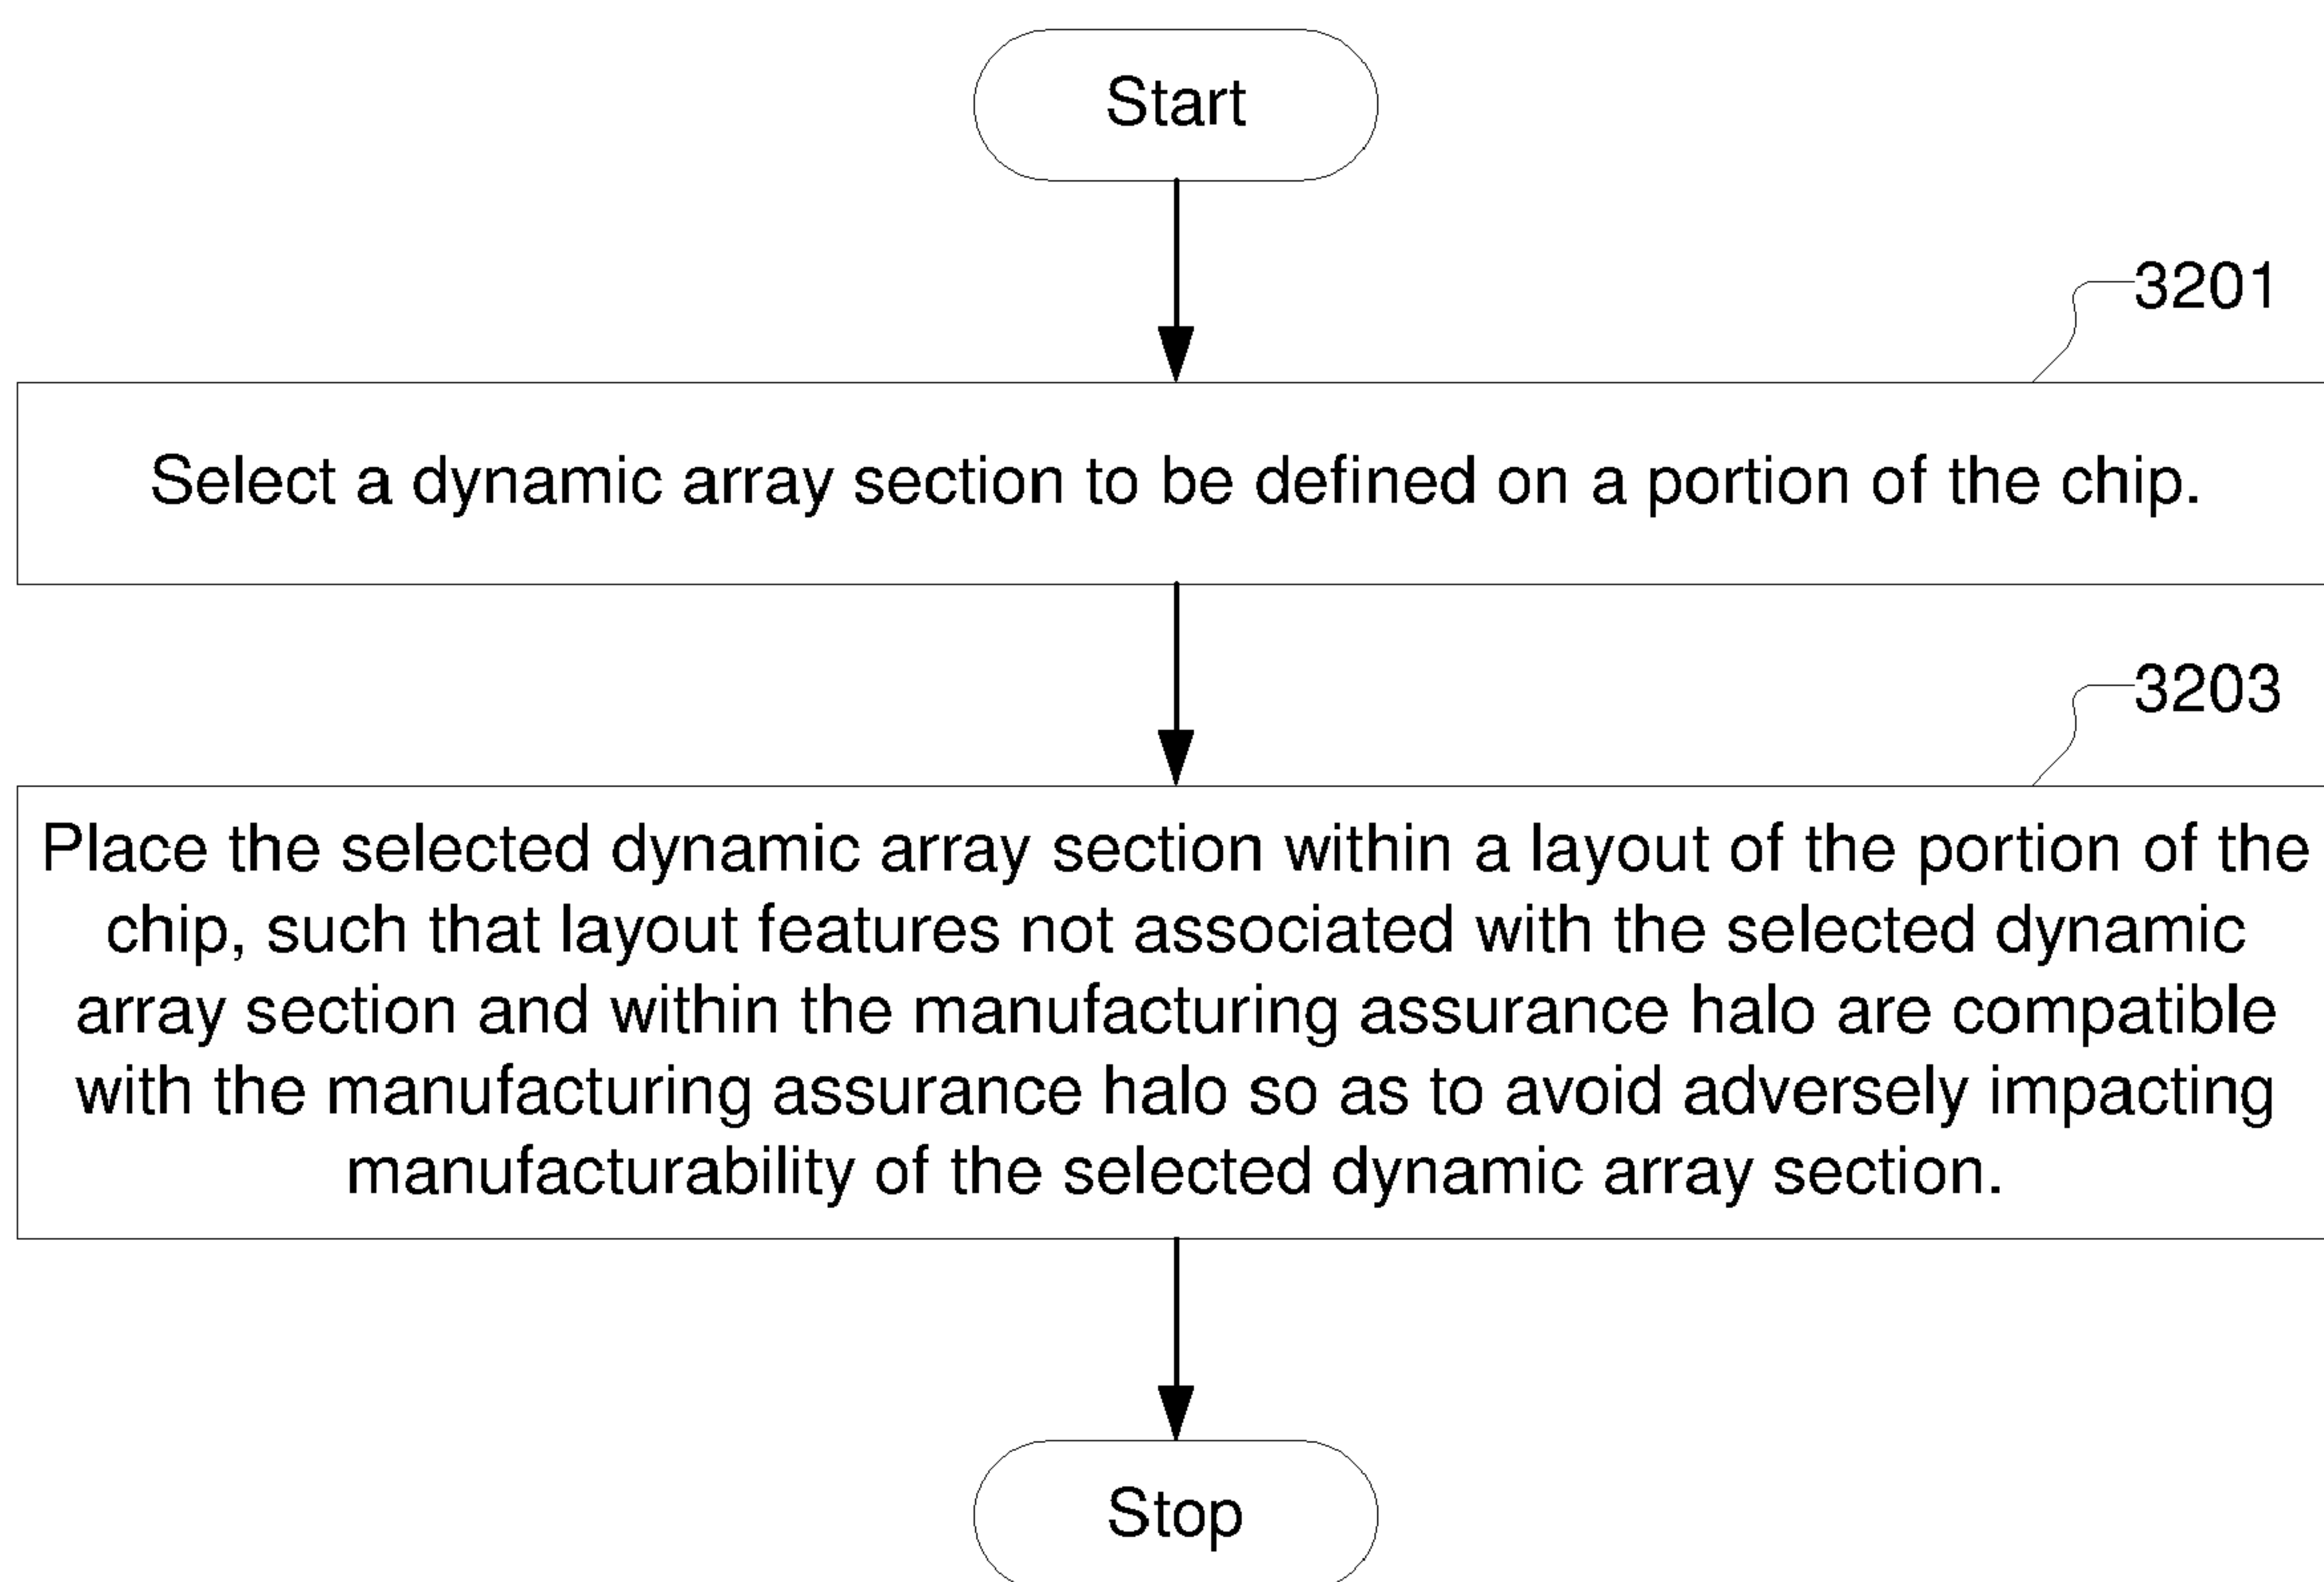 Start
3201
Select a dynamic array section to be defined on a portion of the chip.
3203
Place the selected dynamic array section within a layout of the portion of the
chip, such that layout features not associated with the selected dynamic
array section and within the manufacturing assurance halo are compatible
with the manufacturing assurance halo so as to avoid adversely impacting
manufacturability of the selected dynamic array section.
Stop